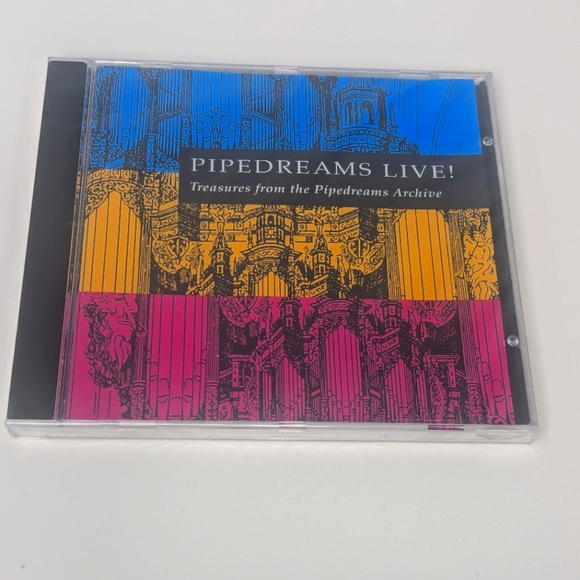 PIPEDREAMS LIVE!
Treasures from the Pipedreams Archive